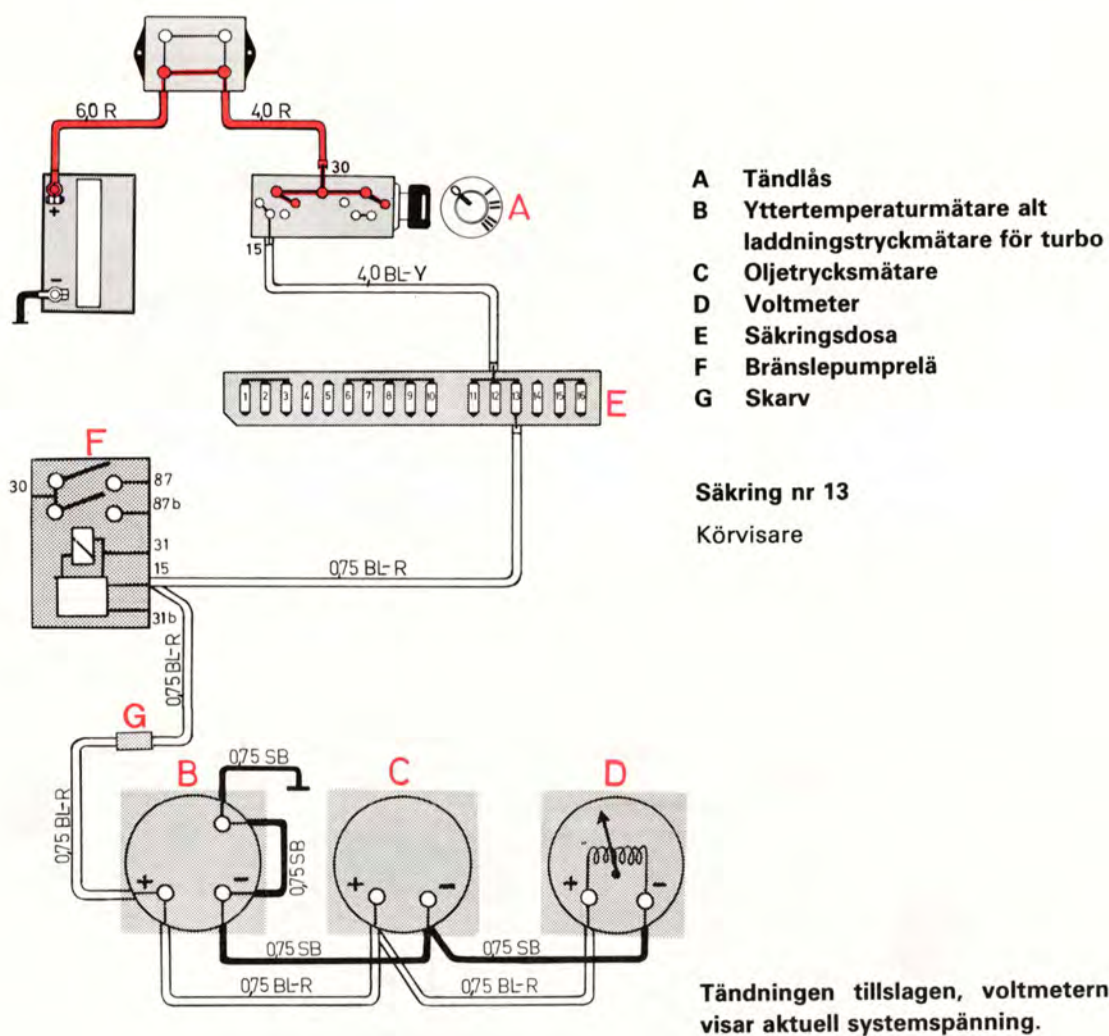 6,0 R
4,0 R
30
+
−
15
A
4,0 BL-Y
A Tändlås
B Yttertemperaturmätare alt
laddningstryckmätare för turbo
C Oljetrycksmätare
D Voltmeter
E Säkringsdosa
F Bränslepumprelä
G Skarv
1 2 3 4 5 6 7 8 9 10 11 12 13 14 15 16
E
F
30
87
87b
31
15
31b
0,75 BL-R
Säkring nr 13
Körvisare
0,75 BL-R
G
0,75 BL-R
B
0,75 SB
C
D
0,75 SB
+ −
+ −
+ −
0,75 SB
0,75 SB
0,75 BL-R
0,75 BL-R
Tändningen tillslagen, voltmetern
visar aktuell systemspänning.